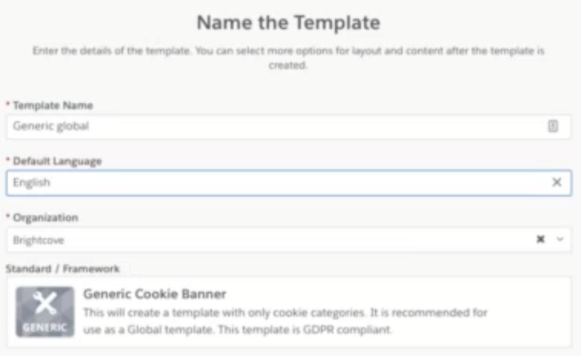 Name the Template
Enter the details of the template. You can select more options for layout and content after the template is
created.
* Template Name
Generic global
* Default Language
English
* Organization
Brightcove
Standard / Framework
Generic Cookie Banner
This will create a template with only cookie categories. It is recommended for
use as a Global template. This template is GDPR compliant.
GENERIC